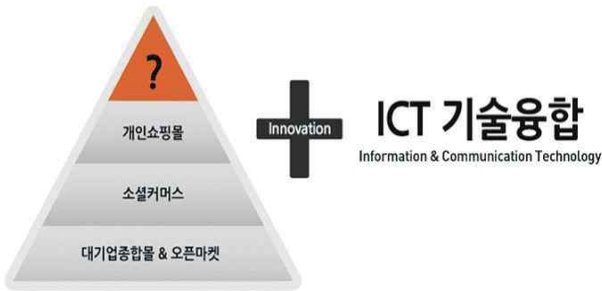 ?
개인쇼핑몰
소셜커머스
대기업종합몰 & 오픈마켓
Innovation
ICT 기술융합
Information & Communication Technology